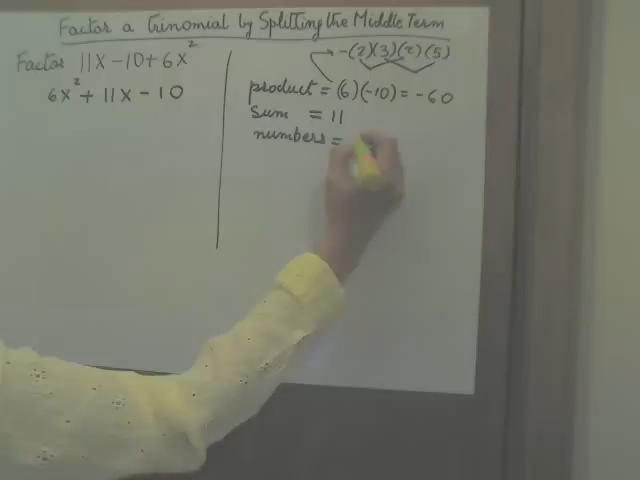 Factor a Trinomial by Splitting the Middle Term
Factor 11x-10+6x²
6x²+11x-10
-(2)(3)(2)(5)
product = (6)(-10) = -60
Sum = 11
numbers =